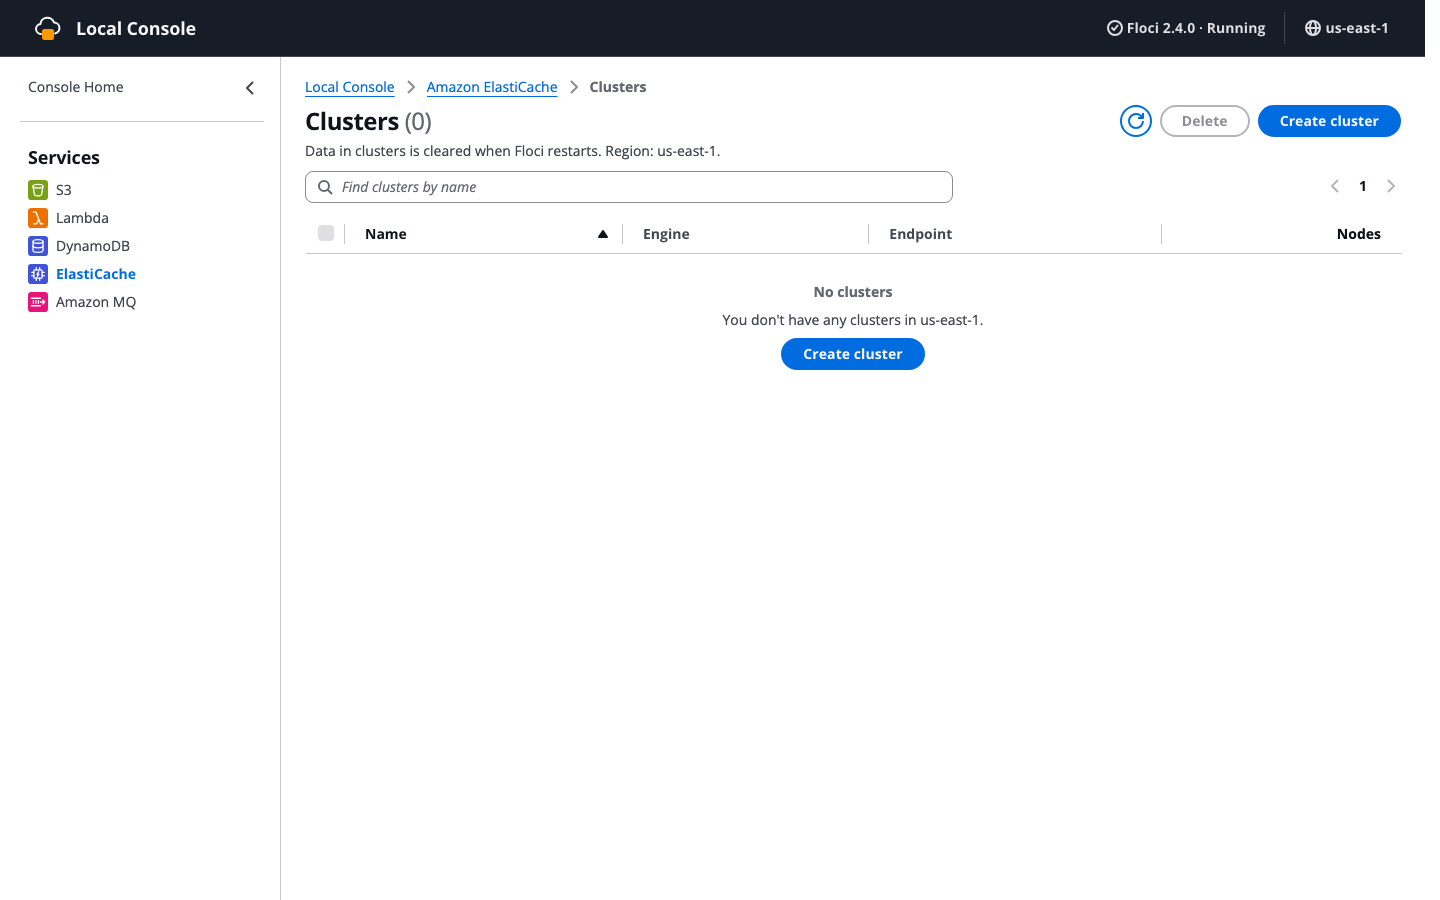 Local Console
Floci 2.4.0 · Running
us-east-1
Console Home
Services
S3
Lambda
DynamoDB
ElastiCache
Amazon MQ
Local Console > Amazon ElastiCache > Clusters
Clusters (0)
Delete
Create cluster
Data in clusters is cleared when Floci restarts. Region: us-east-1.
Find clusters by name
1
Name
Engine
Endpoint
Nodes
No clusters
You don't have any clusters in us-east-1.
Create cluster